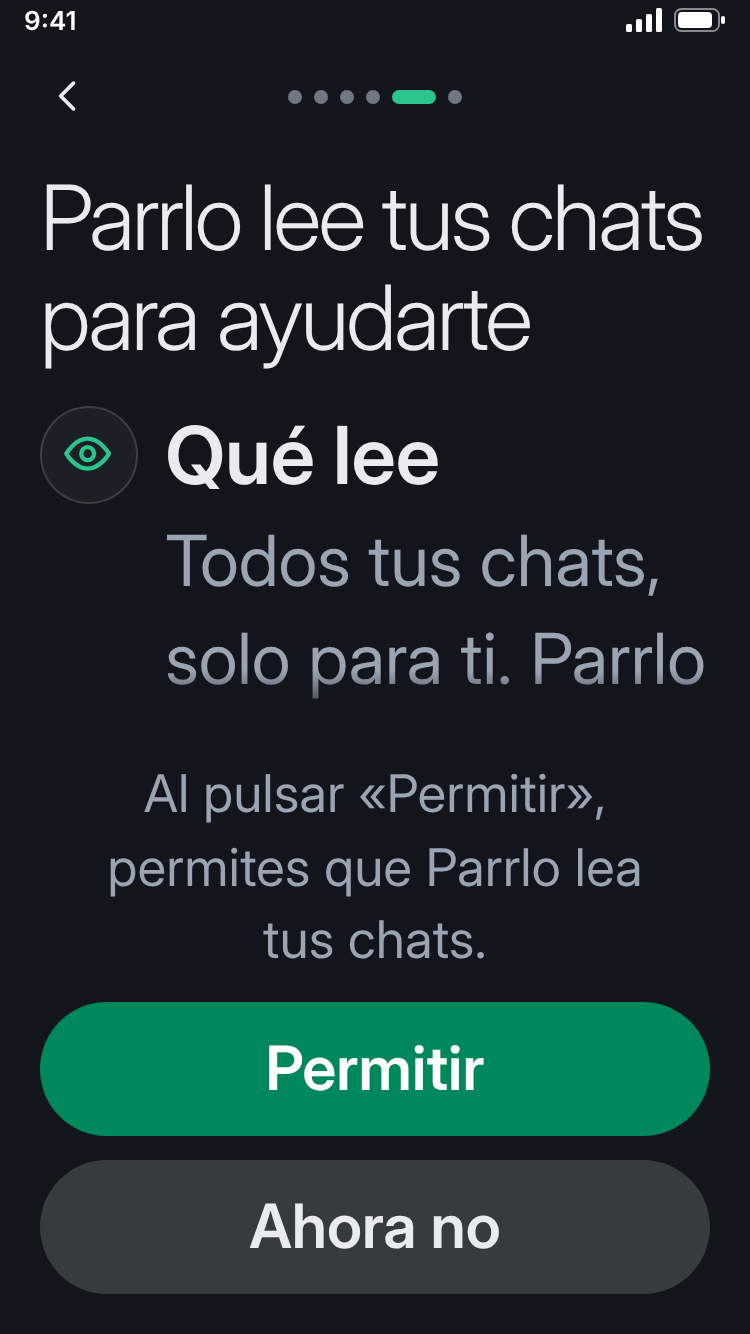 9:41
Parrlo lee tus chats
para ayudarte
Qué lee
Todos tus chats,
solo para ti. Parrlo
Al pulsar «Permitir»,
permites que Parrlo lea
tus chats.
Permitir
Ahora no